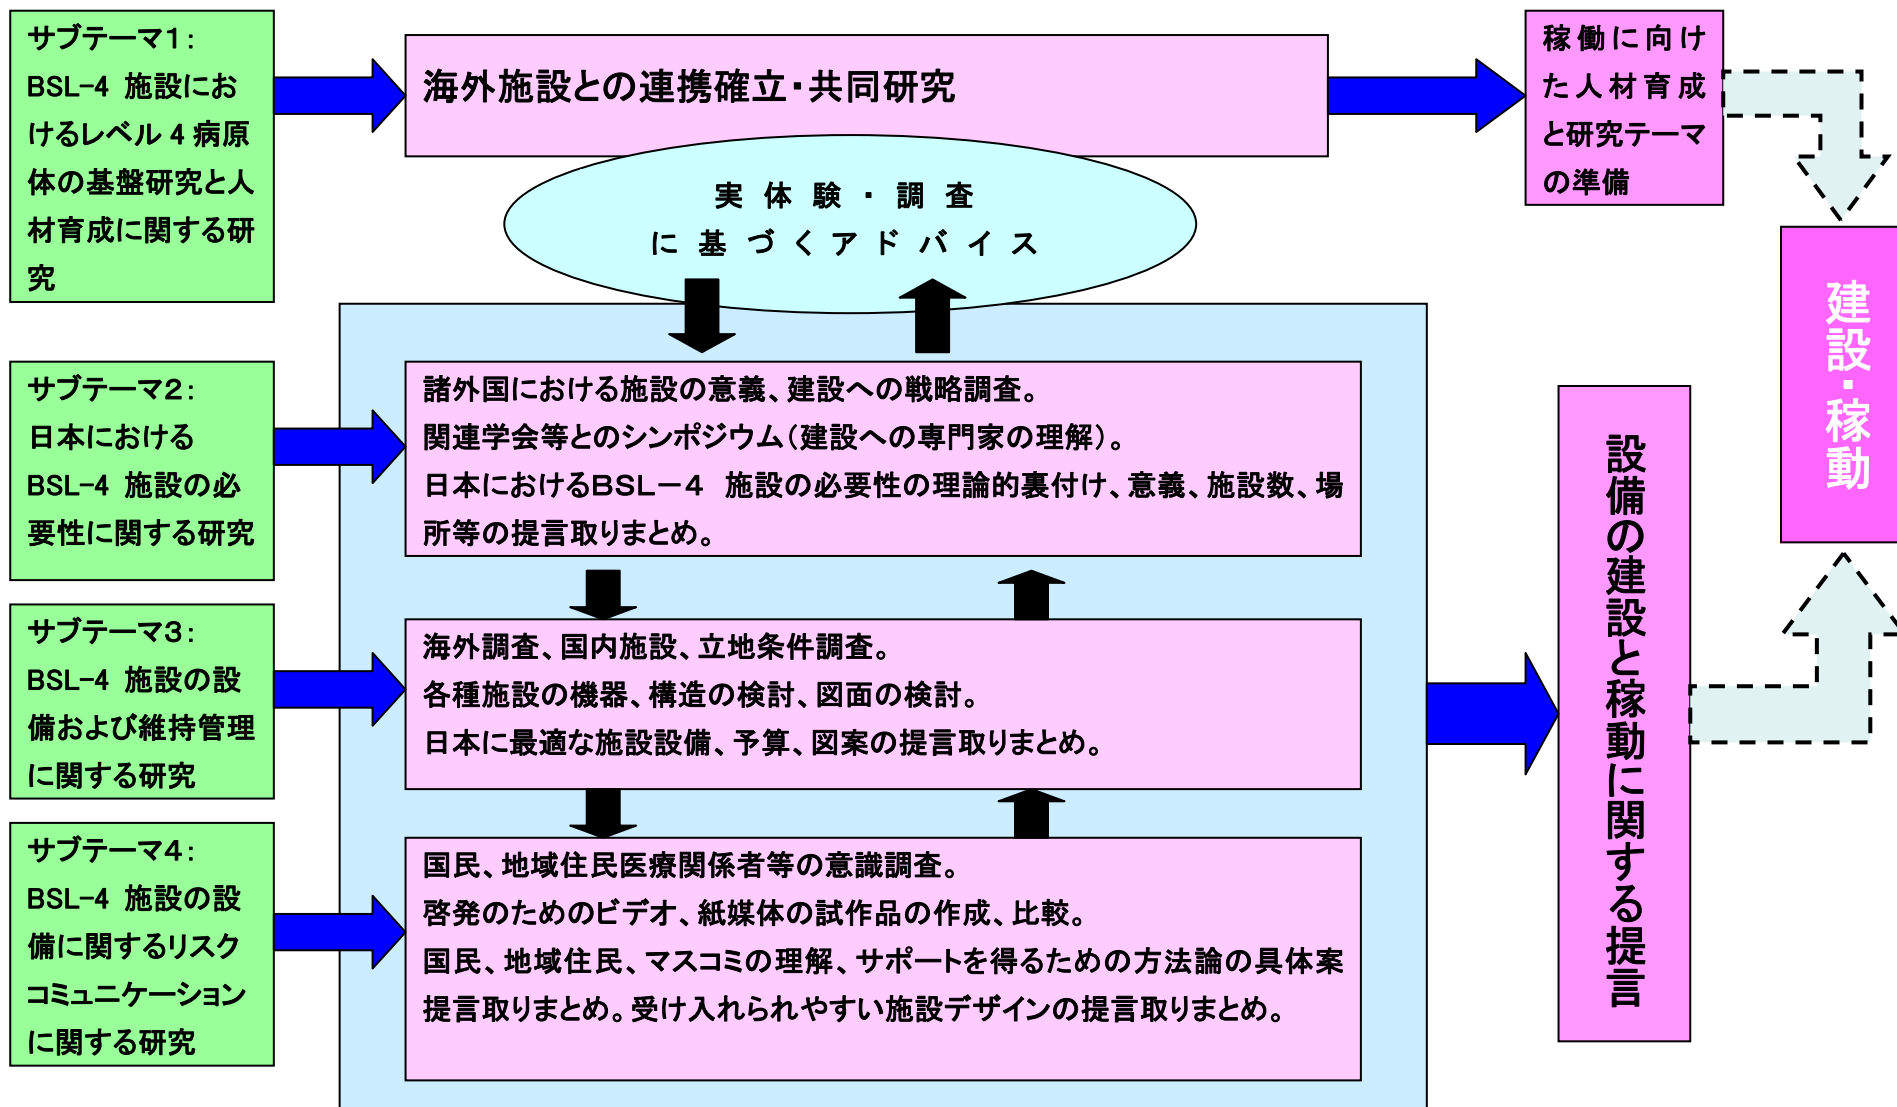 サブテーマ1：
BSL-4 施設にお
けるレベル 4 病原
体の基盤研究と人
材育成に関する研
究
海外施設との連携確立・共同研究
稼働に向け
た人材育成
と研究テーマ
の準備
実体験・調査
に基づくアドバイス
建設・稼動
サブテーマ2：
日本における
BSL-4 施設の必
要性に関する研究
諸外国における施設の意義、建設への戦略調査。
関連学会等とのシンポジウム（建設への専門家の理解）。
日本におけるＢＳＬ－４ 施設の必要性の理論的裏付け、意義、施設数、場
所等の提言取りまとめ。
サブテーマ3：
BSL-4 施設の設
備および維持管理
に関する研究
海外調査、国内施設、立地条件調査。
各種施設の機器、構造の検討、図面の検討。
日本に最適な施設設備、予算、図案の提言取りまとめ。
設備の建設と稼動に関する提言
サブテーマ4：
BSL-4 施設の設
備に関するリスク
コミュニケーション
に関する研究
国民、地域住民医療関係者等の意識調査。
啓発のためのビデオ、紙媒体の試作品の作成、比較。
国民、地域住民、マスコミの理解、サポートを得るための方法論の具体案
提言取りまとめ。受け入れられやすい施設デザインの提言取りまとめ。